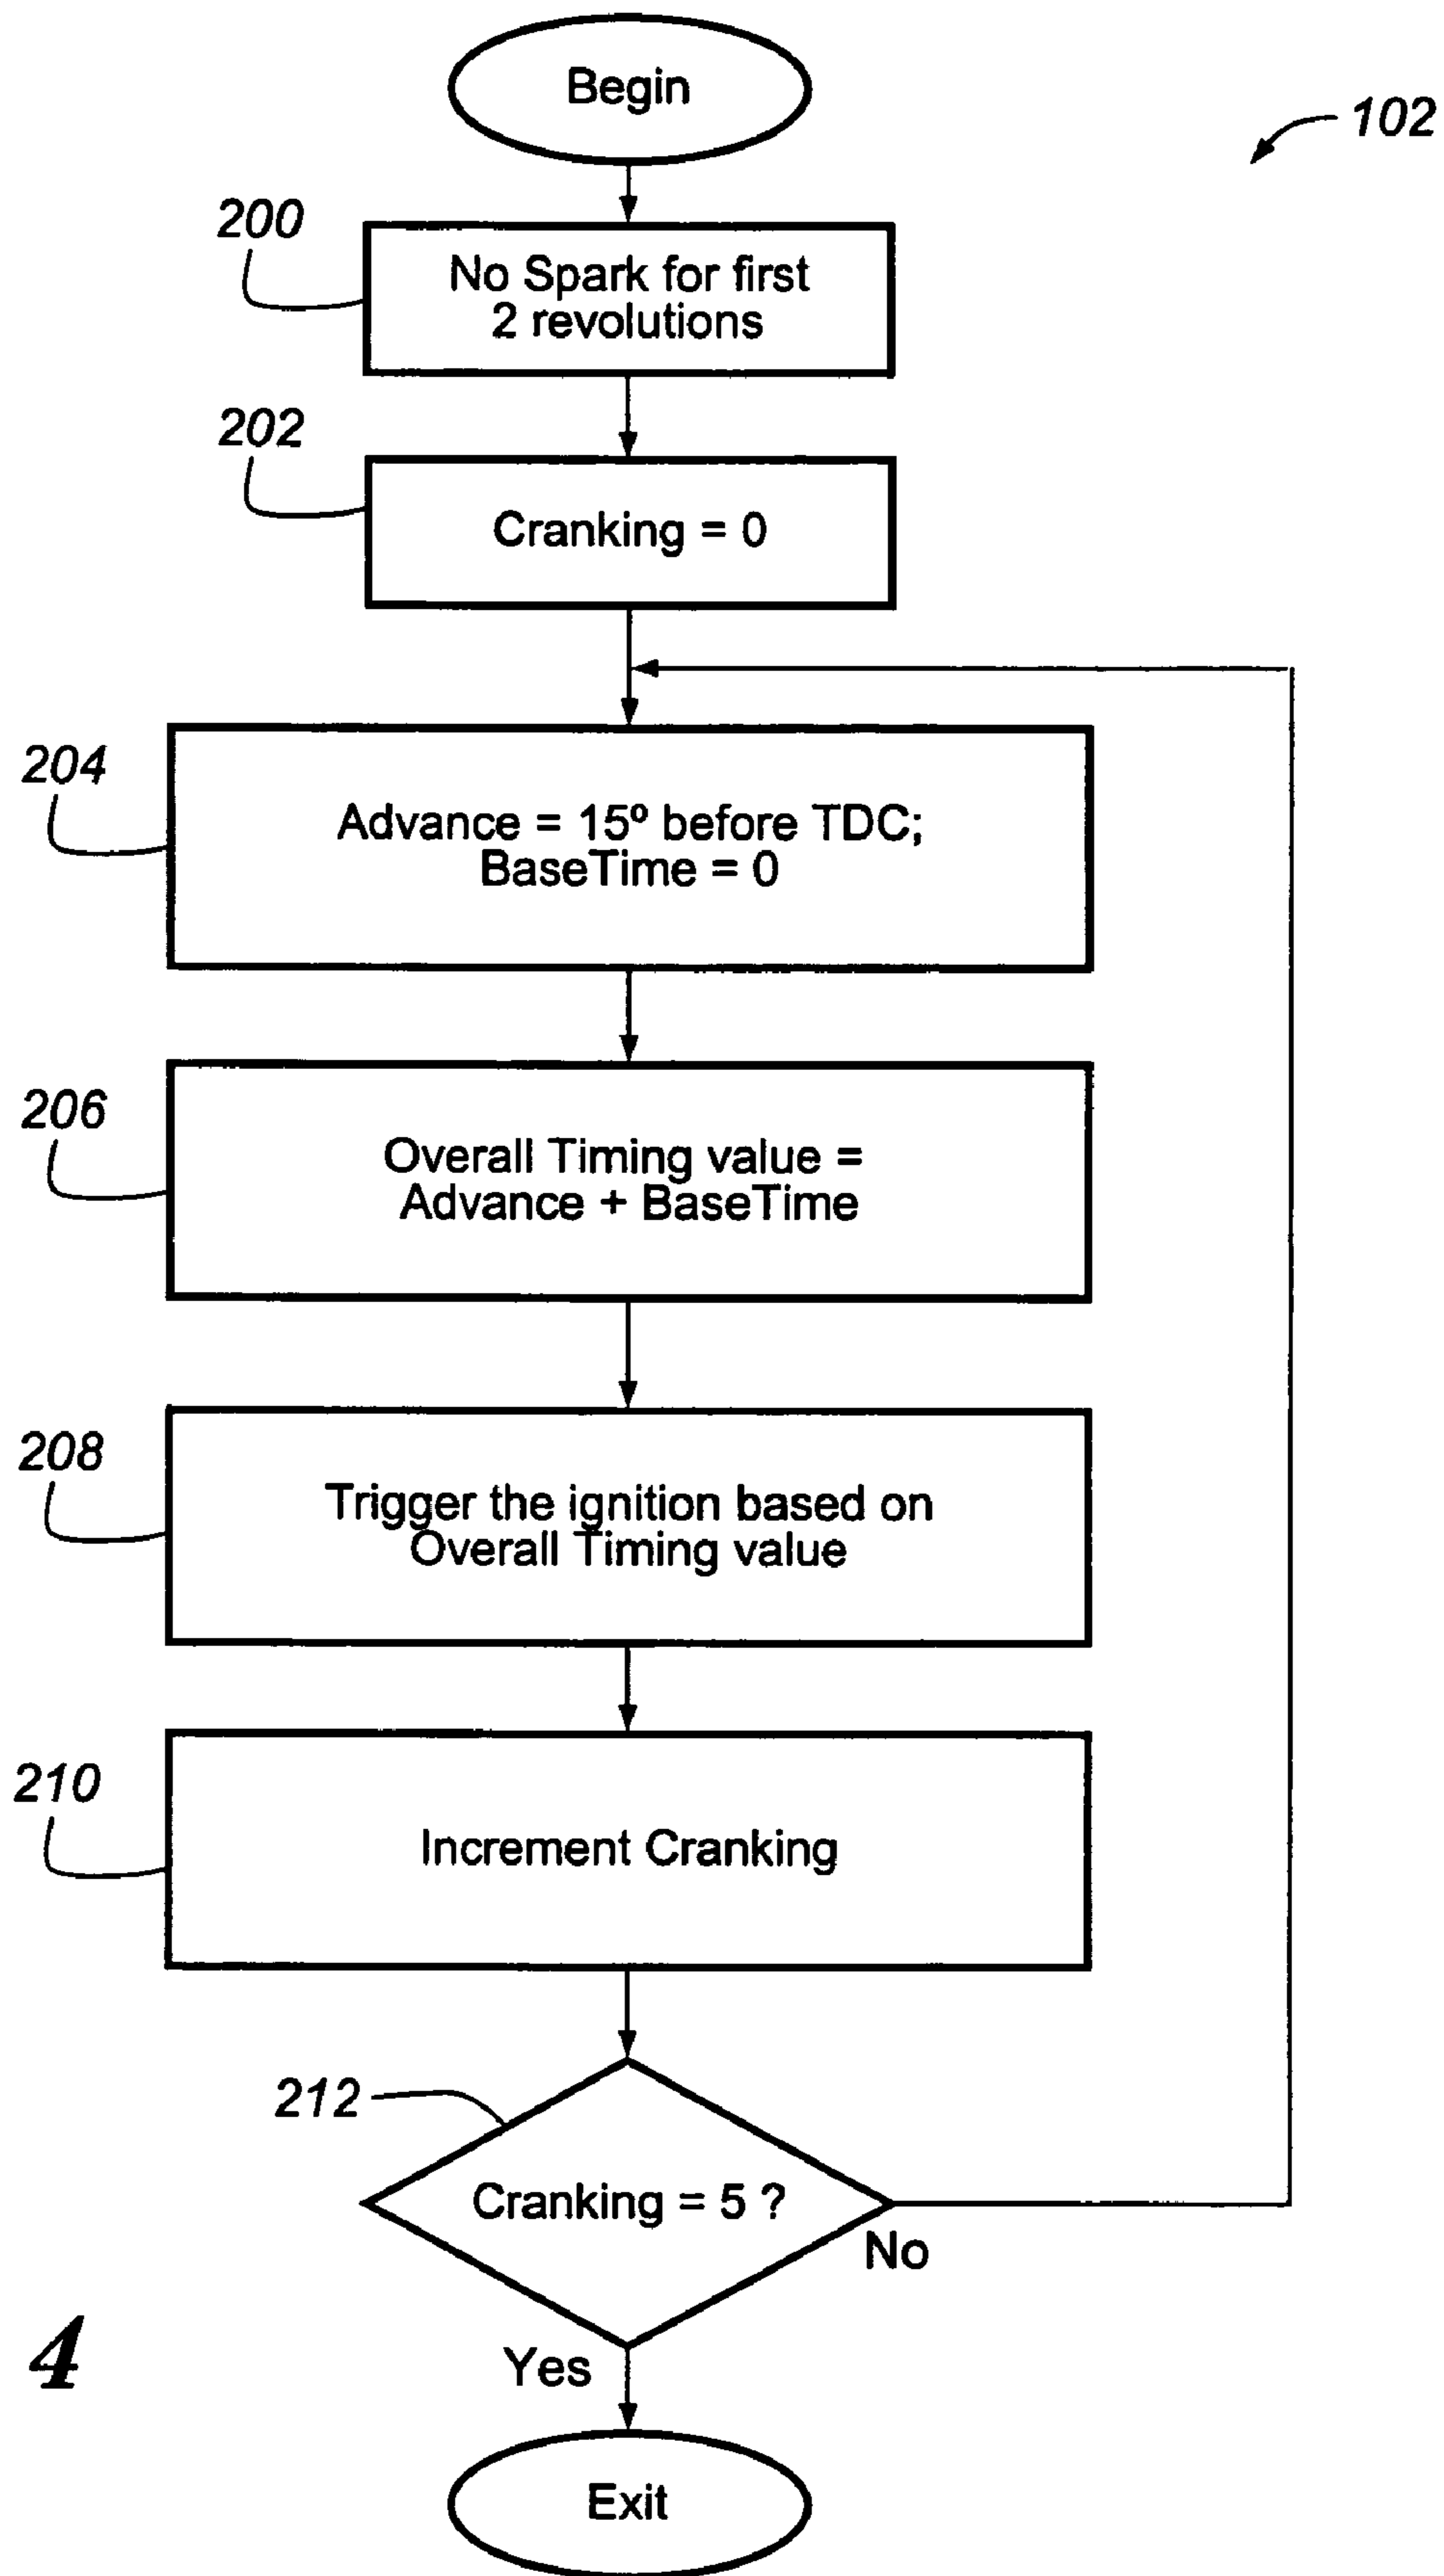 Begin
102
200
No Spark for first
2 revolutions
202
Cranking = 0
204
Advance = 15º before TDC;
BaseTime = 0
206
Overall Timing value =
Advance + BaseTime
208
Trigger the ignition based on
Overall Timing value
210
Increment Cranking
212
Cranking = 5 ?
No
Yes
4
Exit